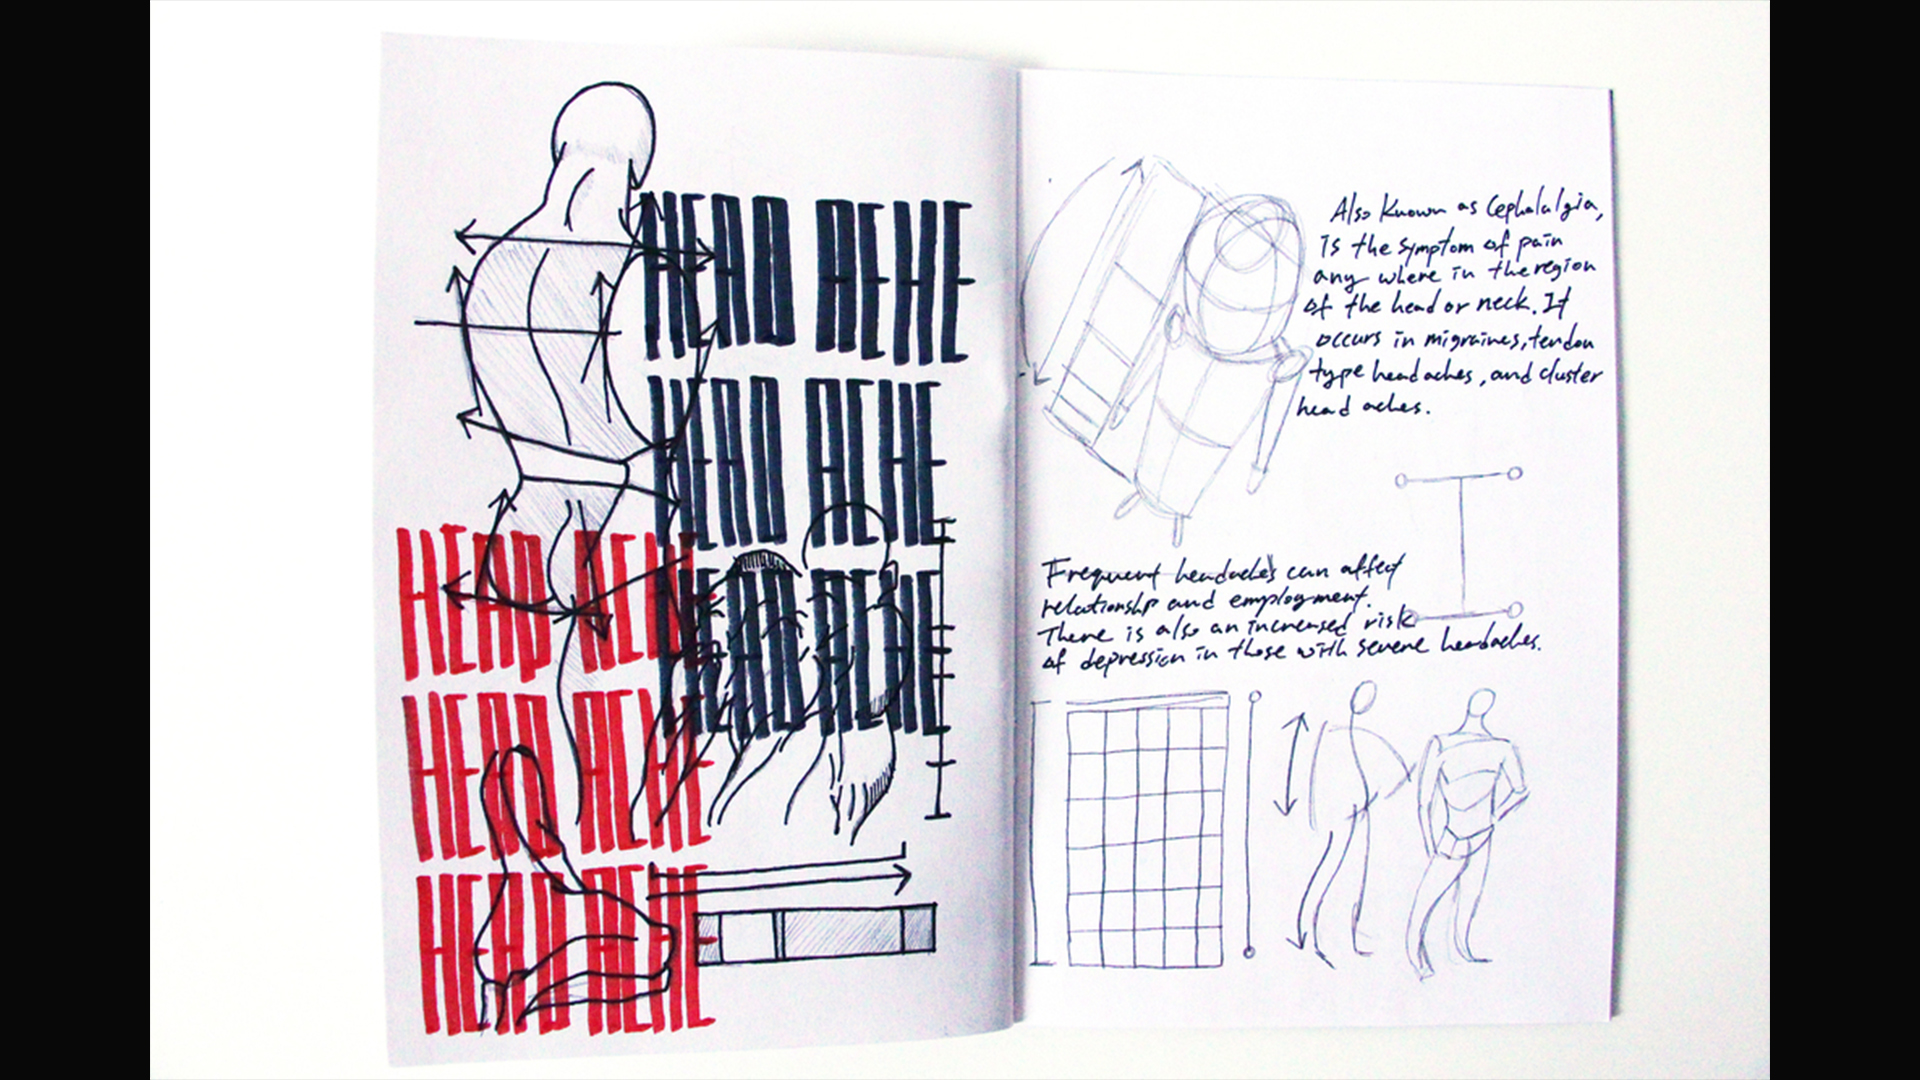 HEAD ACHE
HEAD ACHE
HEAD ACHE
HEAD ACHE
HEAD ACHE
HEAD ACHE
Also Known as Cephalalgia,
is the symptom of pain
any where in the region
of the head or neck. It
occurs in migraines, tendon
type headaches, and cluster
head aches.
Frequent headaches can affect
relationship and employment.
There is also an increased risk
of depression in those with severe headaches.